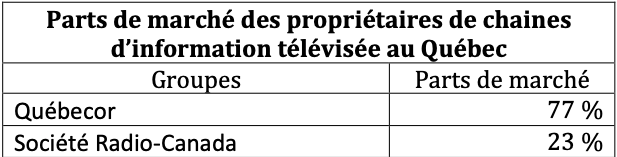 Parts de marché des propriétaires de chaines
d’information télévisée au Québec
Groupes Parts de marché
Québecor 77 %
Société Radio-Canada 23 %